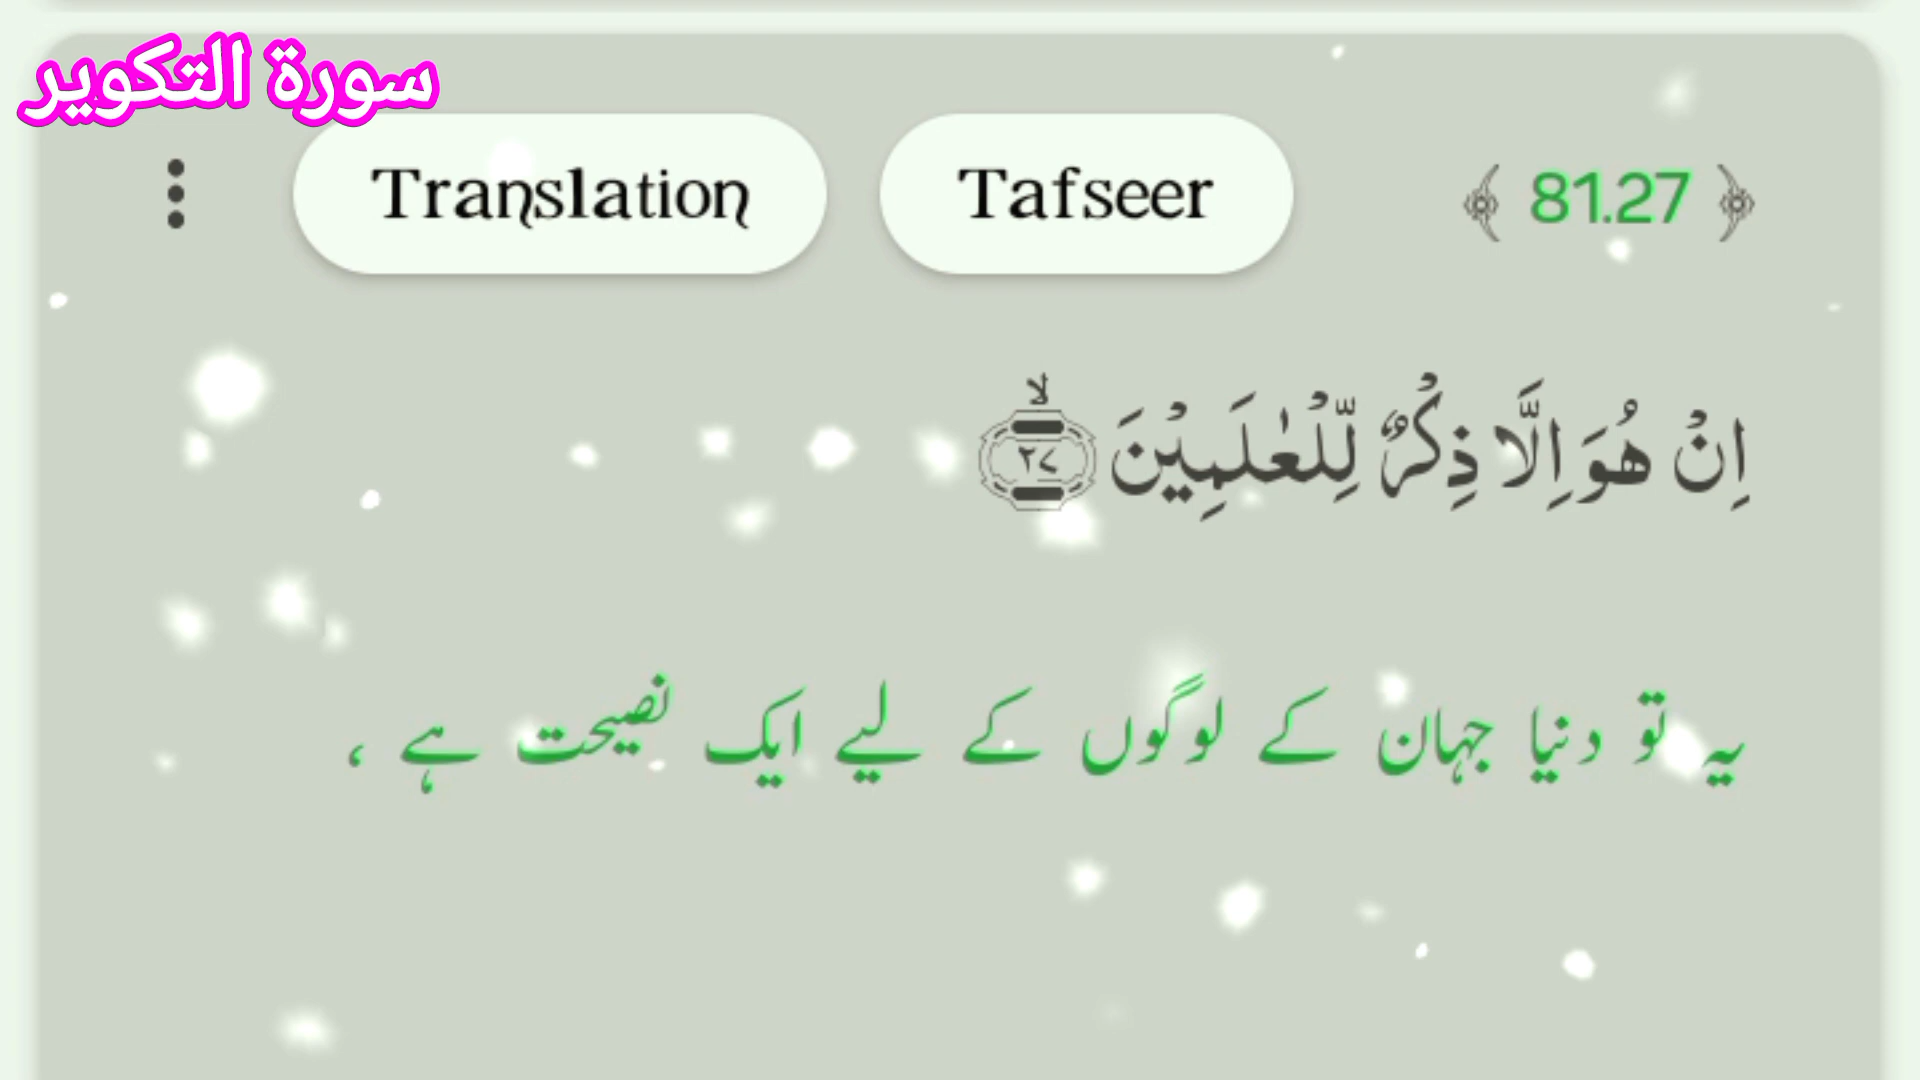 سورة التكوير
Translation Tafseer ﴾ 81.27 ﴿
اِنْ هُوَ اِلَّا ذِكْرٌ لِّلْعٰلَمِيْنَ ۙ‏﴿۲۷﴾
یہ تو دنیا جہان کے لوگوں کے لیے ایک نصیحت ہے ،